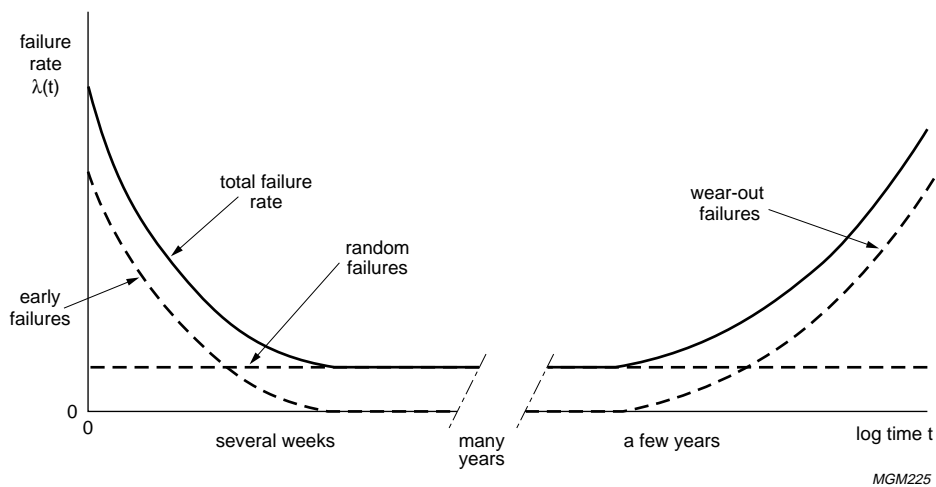 failure
rate
λ(t)
total failure
rate
random
failures
wear-out
failures
early
failures
0
0
several weeks
many
years
a few years
log time t
MGM225